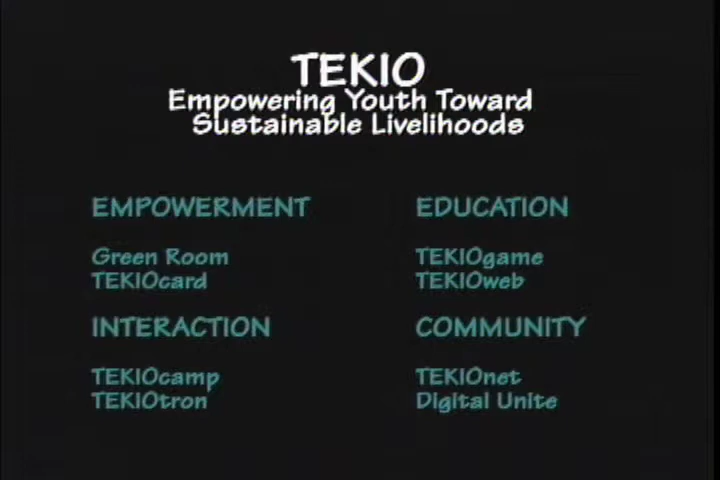 TEKIO
Empowering Youth Toward
Sustainable Livelihoods
EMPOWERMENT
Green Room
TEKIOcard
EDUCATION
TEKIOgame
TEKIOweb
INTERACTION
TEKIOcamp
TEKIOtron
COMMUNITY
TEKIOnet
Digital Unite